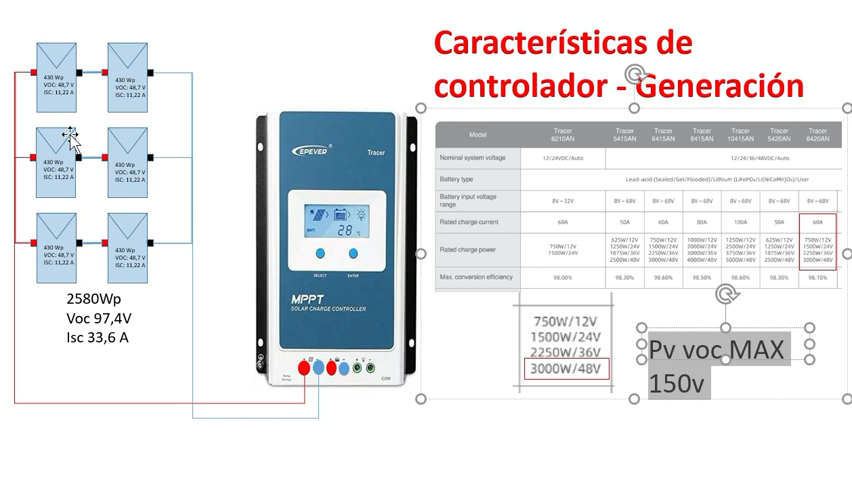 Características de
controlador - Generación
430 Wp
VOC: 48,7 V
ISC: 11,22 A
430 Wp
VOC: 48,7 V
ISC: 11,22 A
430 Wp
VOC: 48,7 V
ISC: 11,22 A
430 Wp
VOC: 48,7 V
ISC: 11,22 A
430 Wp
VOC: 48,7 V
ISC: 11,22 A
430 Wp
VOC: 48,7 V
ISC: 11,22 A
2580Wp
Voc 97,4V
Isc 33,6 A
EPEVER Tracer
BATT 28
SELECT ENTER
MPPT
SOLAR CHARGE CONTROLLER
COM
Model Tracer 6210AN Tracer 5415AN Tracer 6415AN Tracer 8415AN Tracer 10415AN Tracer 5420AN Tracer 6420AN
Nominal system voltage 12/24VDC/Auto 12/24/36/48VDC/Auto
Battery type Lead-acid (Sealed/Gel/Flooded)/Lithium (LiFePO4/Li(NiCoMn)O2)/User
Battery input voltage range 8V~32V 8V~68V 8V~68V 8V~68V 8V~68V 8V~68V 8V~68V
Rated charge current 60A 50A 60A 80A 100A 50A 60A
Rated charge power
625W/12V 750W/12V 1000W/12V 1250W/12V 625W/12V 750W/12V
750W/12V 1250W/24V 1500W/24V 2000W/24V 2500W/24V 1250W/24V 1500W/24V
1500W/24V 1875W/36V 2250W/36V 3000W/36V 3750W/36V 1875W/36V 2250W/36V
2500W/48V 3000W/48V 4000W/48V 5000W/48V 2500W/48V 3000W/48V
Max. conversion efficiency 98.00% 98.30% 98.60% 98.50% 98.60% 98.30% 98.10%
750W/12V
1500W/24V
2250W/36V
3000W/48V
Pv voc MAX
150v